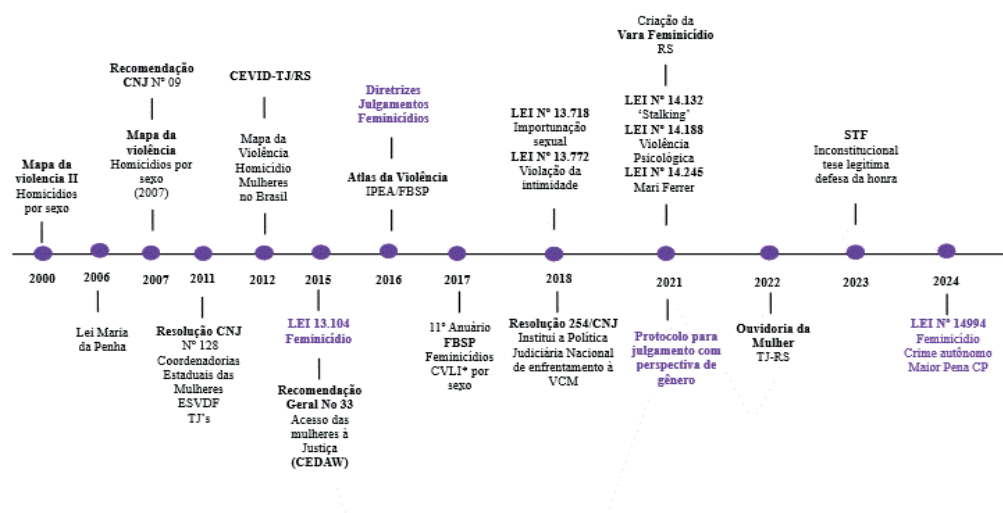 Mapa da
violencia II
Homicidios
por sexo
2000
2006
Lei Maria
da Penha
Recomendação
CNJ Nº 09
Mapa da
violência
Homicidios por
sexo
(2007)
2007
2011
Resolução CNJ
Nº 128
Coordenadorias
Estaduais das
Mulheres
ESVDF
TJ's
CEVID-TJ/RS
Mapa da
Violência
Homicidio
Mulheres
no Brasil
2012
2015
LEI 13.104
Feminicídio
Recomendação
Geral No 33
Acesso das
mulheres à
Justiça
(CEDAW)
Diretrizes
Julgamentos
Feminicídios
Atlas da Violência
IPEA/FBSP
2016
2017
11° Anuário
FBSP
Feminicidios
CVLI* por
sexo
LEI Nº 13.718
Importunação
sexual
LEI Nº 13.772
Violação da
intimidade
2018
Resolução 254/CNJ
Institui a Política
Judiciária Nacional
de enfrentamento à
VCM
Criação da
Vara Feminicídio
RS
LEI Nº 14.132
‘Stalking’
LEI Nº 14.188
Violência
Psicológica
LEI Nº 14.245
Mari Ferrer
2021
Protocolo para
julgamento com
perspectiva de
gênero
2022
Ouvidoria da
Mulher
TJ-RS
STF
Inconstitucional
tese legitima
defesa da honra
2023
2024
LEI Nº 14994
Feminicídio
Crime autônomo
Maior Pena CP